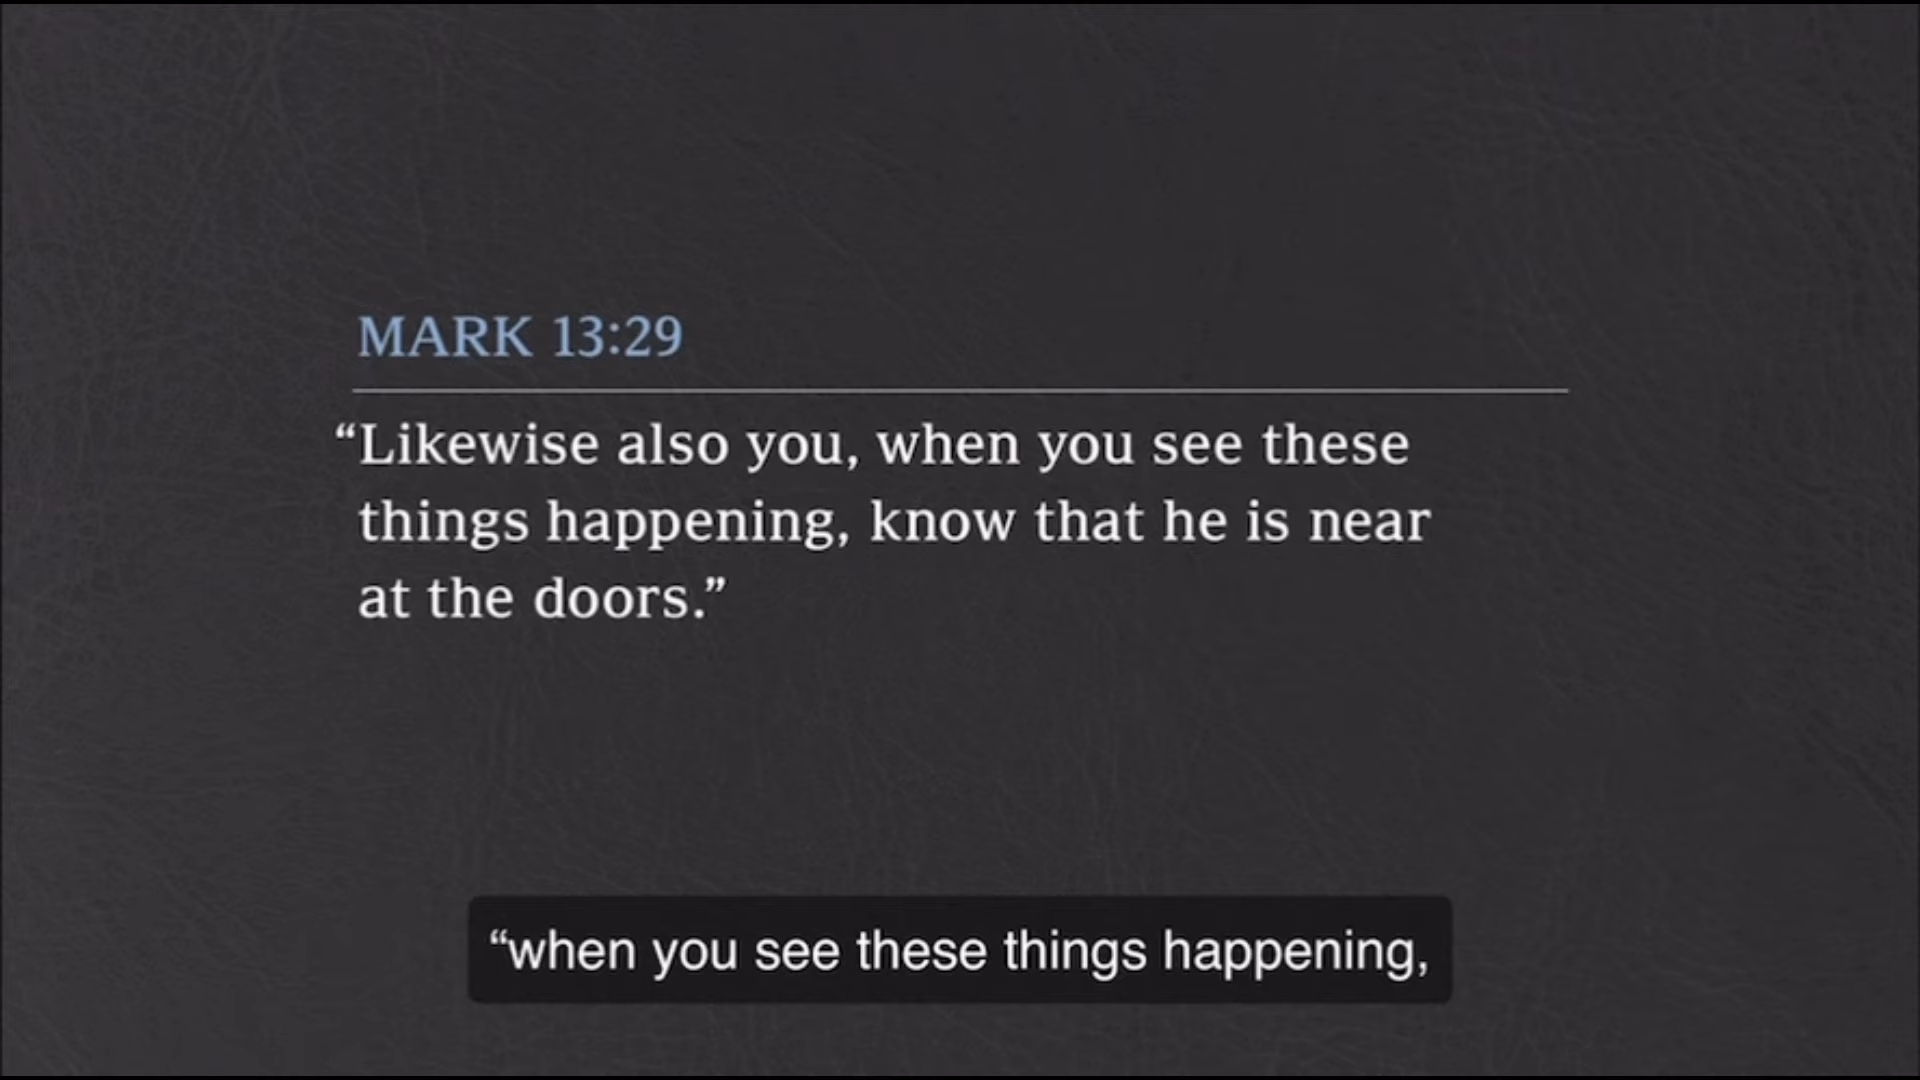 MARK 13:29
“Likewise also you, when you see these
things happening, know that he is near
at the doors.”
“when you see these things happening,